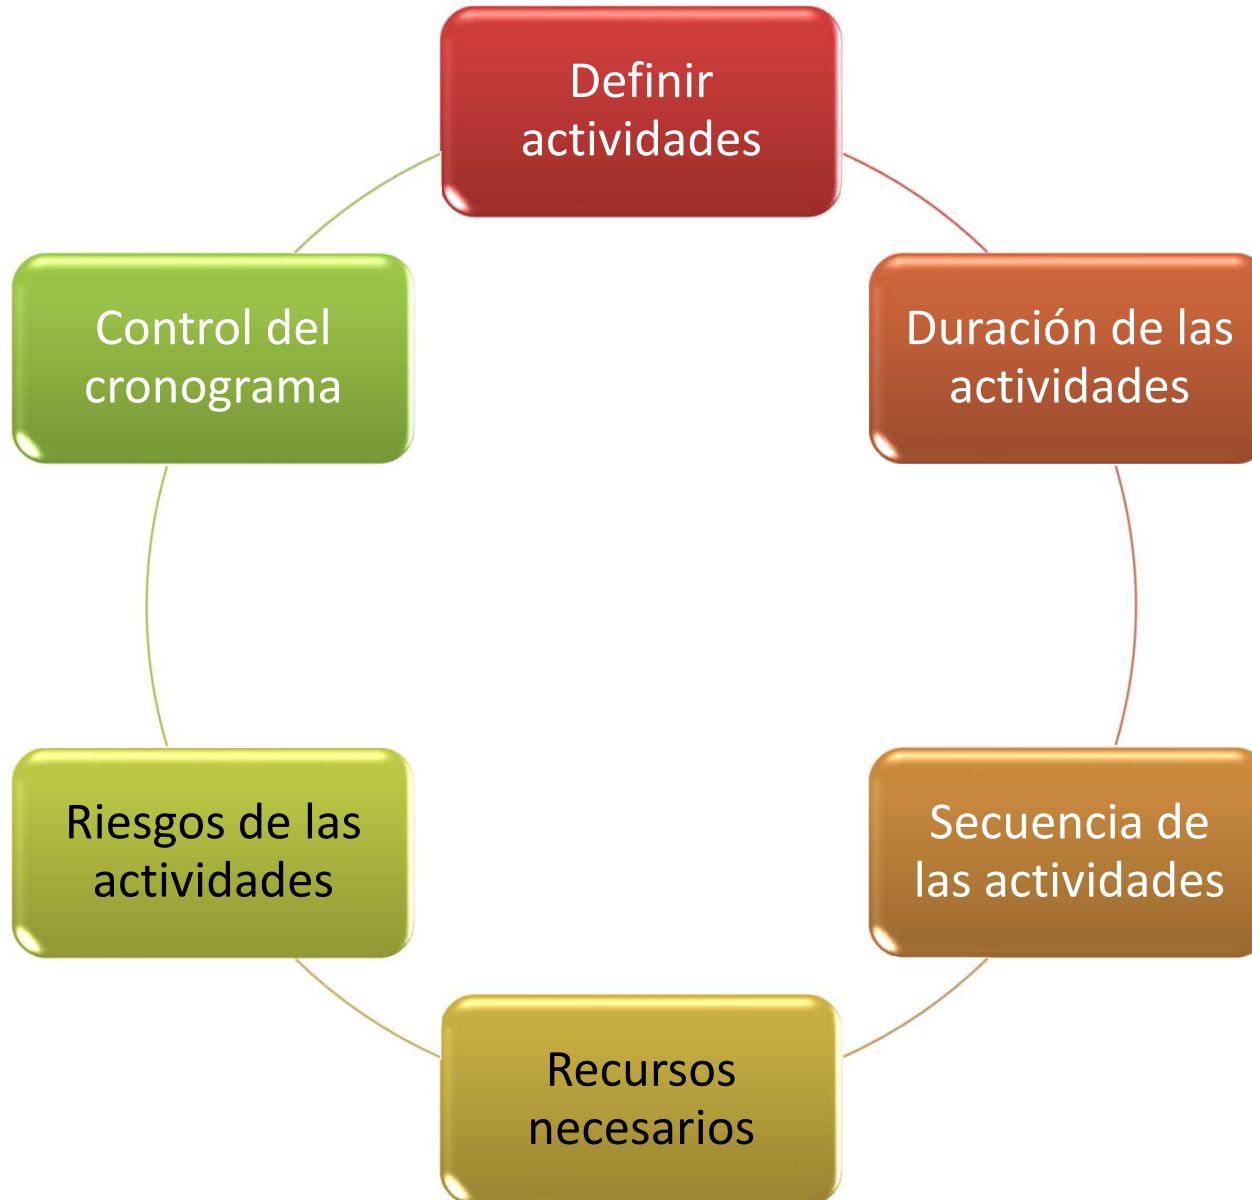 Definir
actividades
Duración de las
actividades
Secuencia de
las actividades
Recursos
necesarios
Riesgos de las
actividades
Control del
cronograma